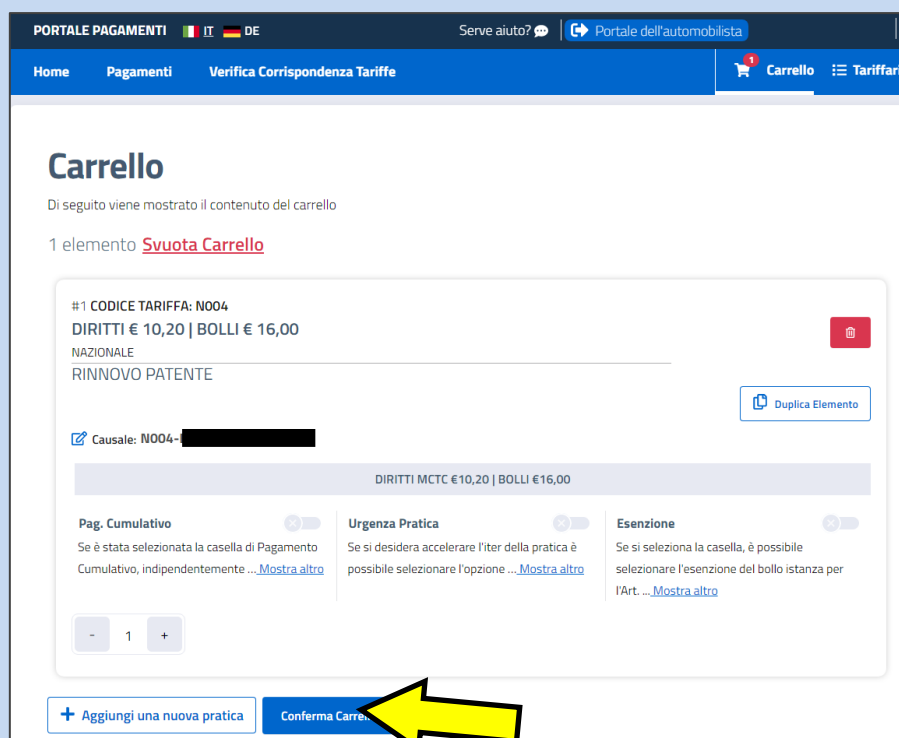 PORTALE PAGAMENTI IT DE Serve aiuto? Portale dell'automobilista
Home Pagamenti Verifica Corrispondenza Tariffe 1 Carrello Tariffari
Carrello
Di seguito viene mostrato il contenuto del carrello
1 elemento Svuota Carrello
#1 CODICE TARIFFA: N004
DIRITTI € 10,20 | BOLLI € 16,00
NAZIONALE
RINNOVO PATENTE
Duplica Elemento
Causale: N004-
DIRITTI MCTC €10,20 | BOLLI €16,00
Pag. Cumulativo
Se è stata selezionata la casella di Pagamento
Cumulativo, indipendentemente ... Mostra altro
Urgenza Pratica
Se si desidera accelerare l'iter della pratica è
possibile selezionare l'opzione ... Mostra altro
Esenzione
Se si seleziona la casella, è possibile
selezionare l'esenzione del bollo istanza per
l'Art. ... Mostra altro
- 1 +
+ Aggiungi una nuova pratica Conferma